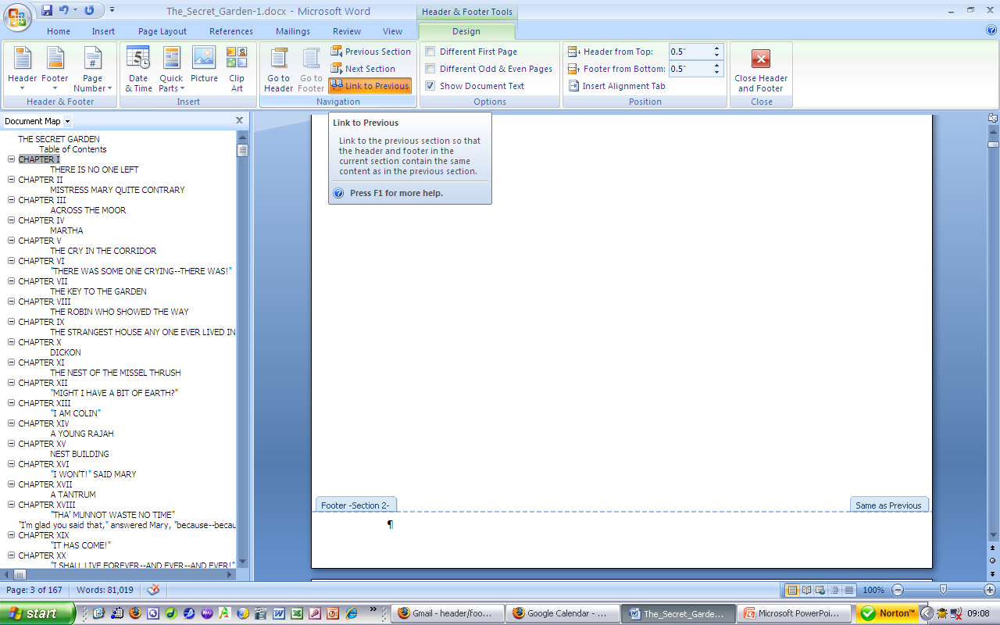 The_Secret_Garden-1.docx - Microsoft Word
Header & Footer Tools
Home Insert Page Layout References Mailings Review View Design
Header Footer Page Number
Header & Footer
Date & Time Quick Parts Picture Clip Art
Insert
Go to Header Go to Footer
Previous Section
Next Section
Link to Previous
Navigation
Different First Page
Different Odd & Even Pages
Show Document Text
Options
Header from Top: 0.5"
Footer from Bottom: 0.5"
Insert Alignment Tab
Position
Close Header and Footer
Close
Document Map
THE SECRET GARDEN
Table of Contents
CHAPTER I
THERE IS NO ONE LEFT
CHAPTER II
MISTRESS MARY QUITE CONTRARY
CHAPTER III
ACROSS THE MOOR
CHAPTER IV
MARTHA
CHAPTER V
THE CRY IN THE CORRIDOR
CHAPTER VI
"THERE WAS SOME ONE CRYING--THERE WAS!"
CHAPTER VII
THE KEY TO THE GARDEN
CHAPTER VIII
THE ROBIN WHO SHOWED THE WAY
CHAPTER IX
THE STRANGEST HOUSE ANY ONE EVER LIVED IN
CHAPTER X
DICKON
CHAPTER XI
THE NEST OF THE MISSEL THRUSH
CHAPTER XII
"MIGHT I HAVE A BIT OF EARTH?"
CHAPTER XIII
"I AM COLIN"
CHAPTER XIV
A YOUNG RAJAH
CHAPTER XV
NEST BUILDING
CHAPTER XVI
"I WON'T!" SAID MARY
CHAPTER XVII
A TANTRUM
CHAPTER XVIII
"THA' MUNNOT WASTE NO TIME"
"I'm glad you said that," answered Mary, "because--becau
CHAPTER XIX
"IT HAS COME!"
CHAPTER XX
"I SHALL LIVE FOREVER--AND EVER--AND EVER!"
Link to Previous
Link to the previous section so that
the header and footer in the
current section contain the same
content as in the previous section.
Press F1 for more help.
Footer -Section 2-
Same as Previous
¶
Page: 3 of 167 Words: 81,019
100%
start
Gmail - header/foo...
Google Calendar - ...
The_Secret_Garde...
Microsoft PowerPoi...
Norton™
09:08